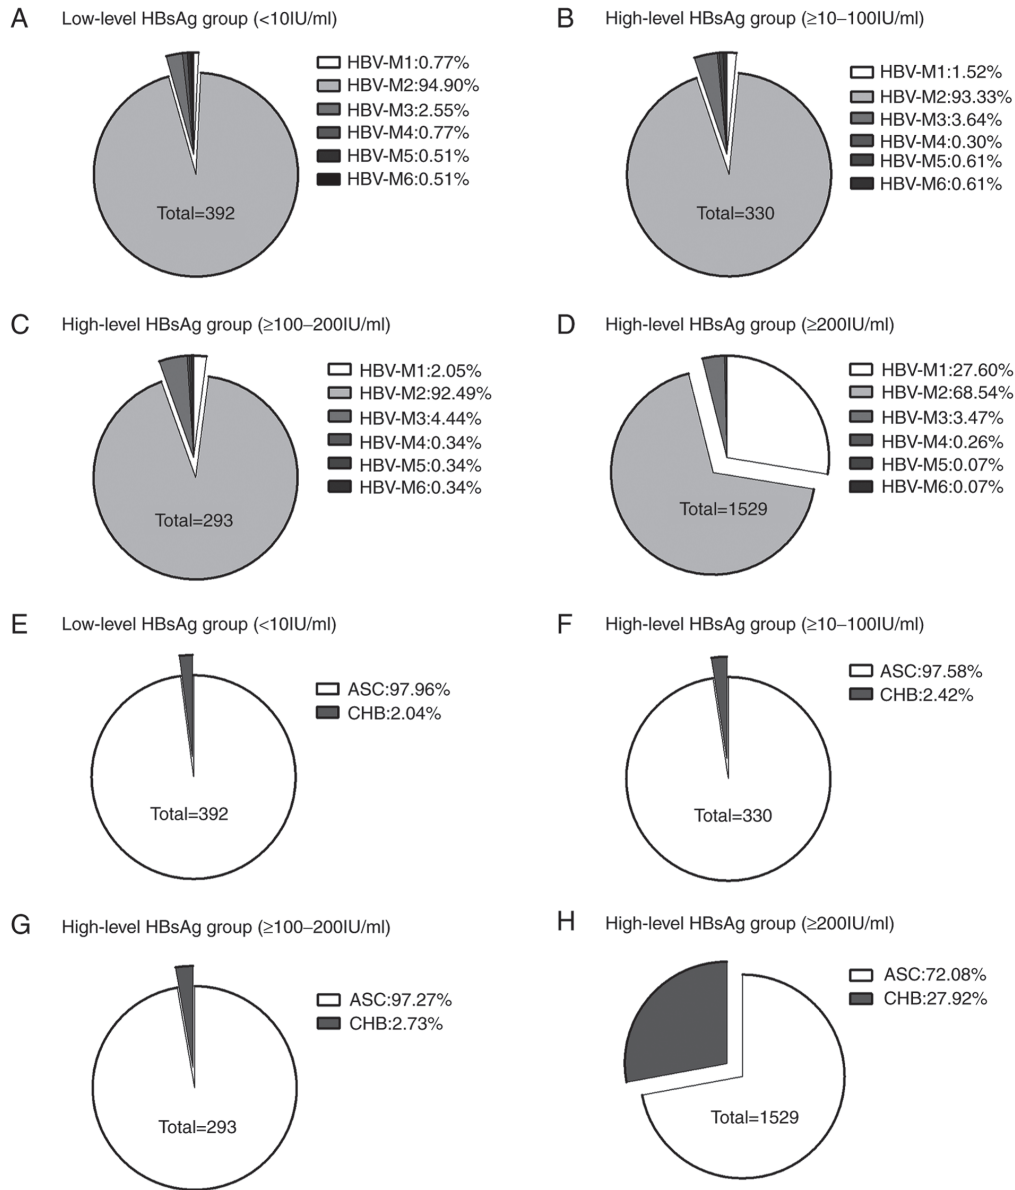 A
Low-level HBsAg group (<10IU/ml)
HBV-M1:0.77%
HBV-M2:94.90%
HBV-M3:2.55%
HBV-M4:0.77%
HBV-M5:0.51%
HBV-M6:0.51%
Total=392
B
High-level HBsAg group (≥10–100IU/ml)
HBV-M1:1.52%
HBV-M2:93.33%
HBV-M3:3.64%
HBV-M4:0.30%
HBV-M5:0.61%
HBV-M6:0.61%
Total=330
C
High-level HBsAg group (≥100–200IU/ml)
HBV-M1:2.05%
HBV-M2:92.49%
HBV-M3:4.44%
HBV-M4:0.34%
HBV-M5:0.34%
HBV-M6:0.34%
Total=293
D
High-level HBsAg group (≥200IU/ml)
HBV-M1:27.60%
HBV-M2:68.54%
HBV-M3:3.47%
HBV-M4:0.26%
HBV-M5:0.07%
HBV-M6:0.07%
Total=1529
E
Low-level HBsAg group (<10IU/ml)
ASC:97.96%
CHB:2.04%
Total=392
F
High-level HBsAg group (≥10–100IU/ml)
ASC:97.58%
CHB:2.42%
Total=330
G
High-level HBsAg group (≥100–200IU/ml)
ASC:97.27%
CHB:2.73%
Total=293
H
High-level HBsAg group (≥200IU/ml)
ASC:72.08%
CHB:27.92%
Total=1529